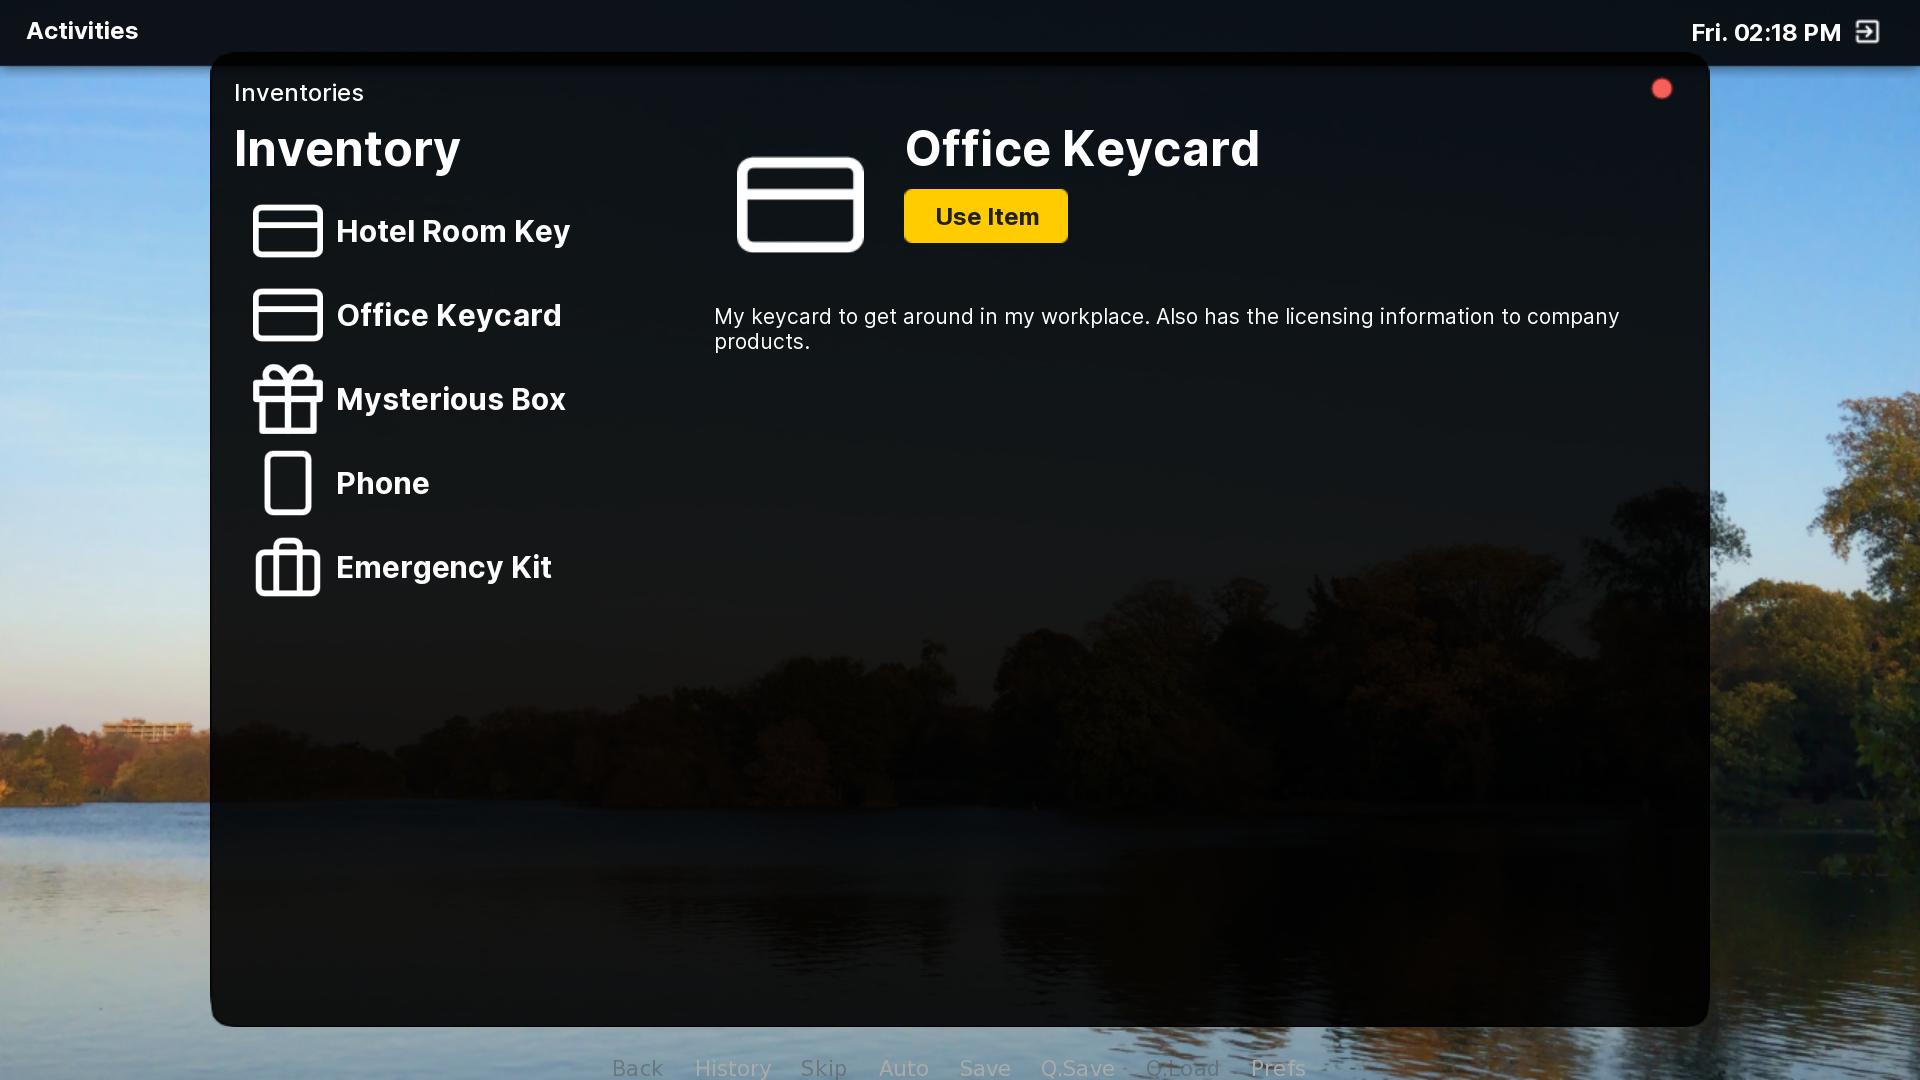 Activities
Fri. 02:18 PM
Inventories
Inventory
Hotel Room Key
Office Keycard
Mysterious Box
Phone
Emergency Kit
Office Keycard
Use Item
My keycard to get around in my workplace. Also has the licensing information to company
products.
Back History Skip Auto Save Q.Save Q.Load Prefs